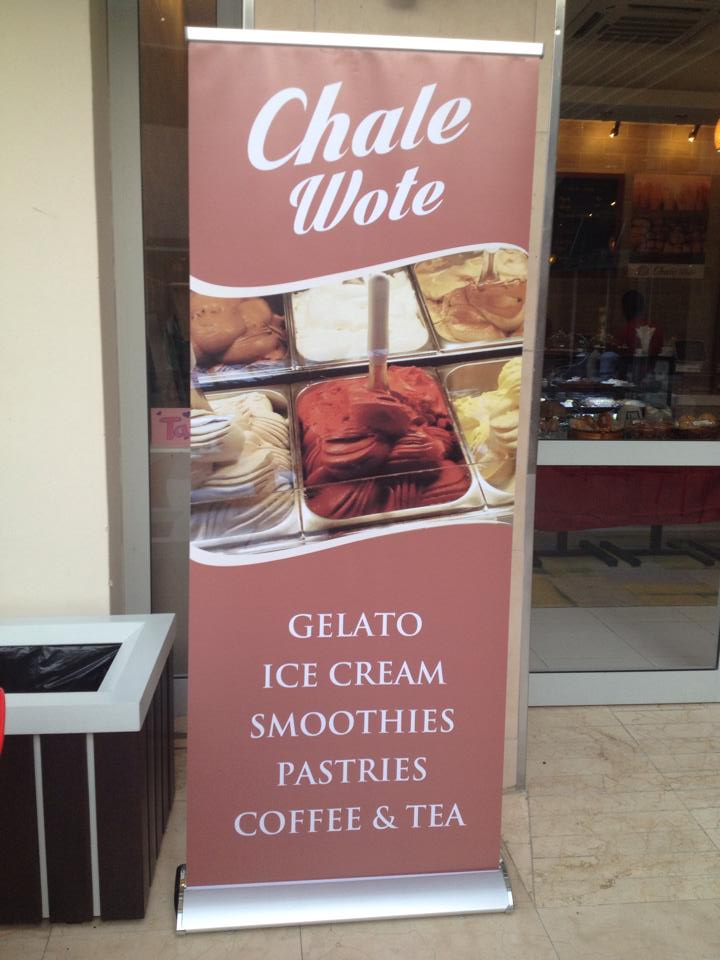 Chale
Wote
GELATO
ICE CREAM
SMOOTHIES
PASTRIES
COFFEE & TEA